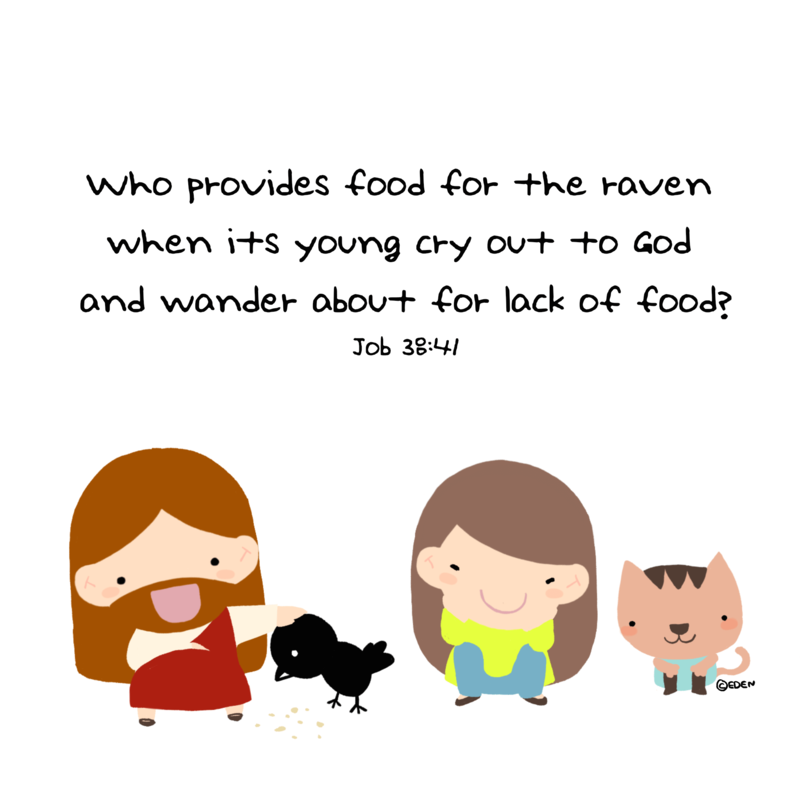 Who provides food for the raven
when its young cry out to God
and wander about for lack of food?
Job 38:41
©EDEN